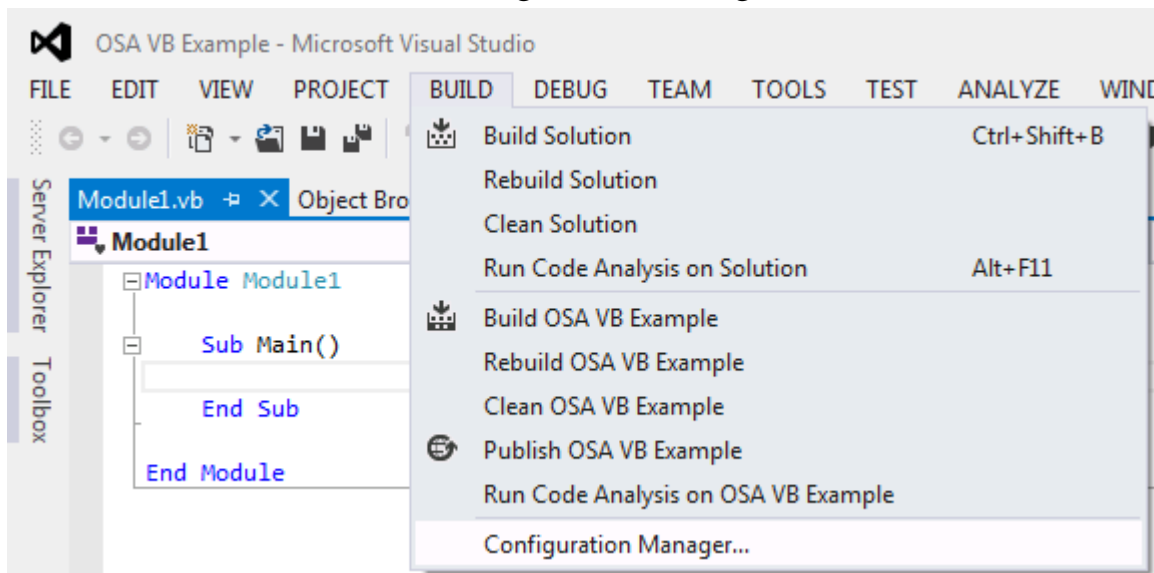 OSA VB Example - Microsoft Visual Studio
FILE EDIT VIEW PROJECT BUILD DEBUG TEAM TOOLS TEST ANALYZE WIND
Build Solution Ctrl+Shift+B
Rebuild Solution
Clean Solution
Run Code Analysis on Solution Alt+F11
Build OSA VB Example
Rebuild OSA VB Example
Clean OSA VB Example
Publish OSA VB Example
Run Code Analysis on OSA VB Example
Configuration Manager...
Server Explorer
Toolbox
Module1.vb Object Bro
Module1
Module Module1
Sub Main()
End Sub
End Module